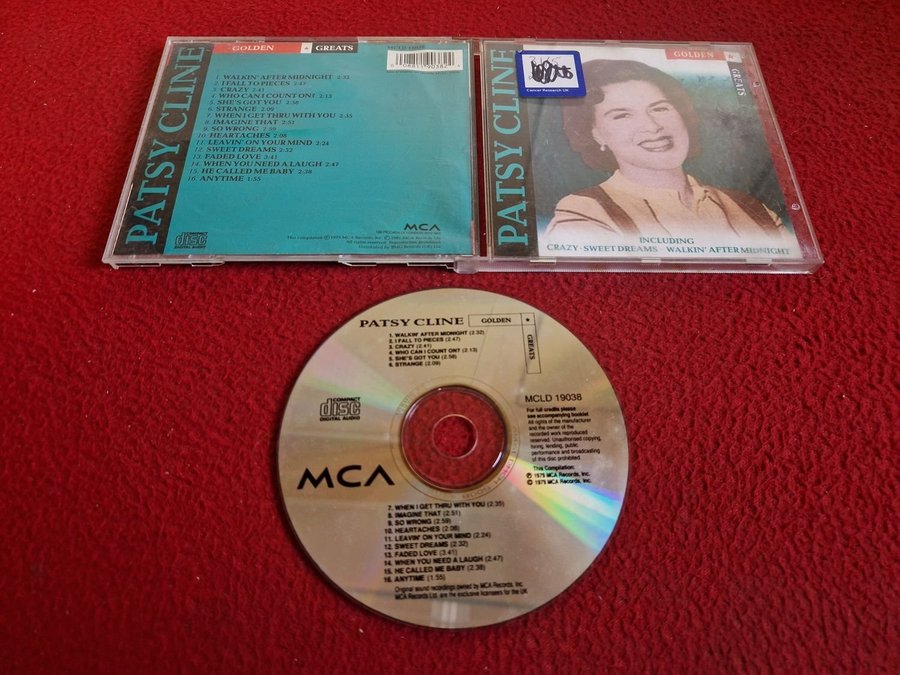 PATSY CLINE
GOLDEN ★ GREATS
MCLD 19038
1. WALKIN' AFTER MIDNIGHT 2:32
2. I FALL TO PIECES 2:47
3. CRAZY 2:41
4. WHO CAN I COUNT ON? 2:13
5. SHE'S GOT YOU 2:58
6. STRANGE 2:09
7. WHEN I GET THRU WITH YOU 2:35
8. IMAGINE THAT 2:51
9. SO WRONG 2:59
10. HEARTACHES 2:08
11. LEAVIN' ON YOUR MIND 2:24
12. SWEET DREAMS 2:32
13. FADED LOVE 3:41
14. WHEN YOU NEED A LAUGH 2:47
15. HE CALLED ME BABY 2:38
16. ANYTIME 1:55
COMPACT
disc
DIGITAL AUDIO
MCA
All rights reserved.
PATSY CLINE
GOLDEN ★ GREATS
Cancer Research UK
INCLUDING
CRAZY · SWEET DREAMS · WALKIN' AFTER MIDNIGHT
PATSY CLINE
GOLDEN ★ GREATS
1. WALKIN' AFTER MIDNIGHT (2:32)
2. I FALL TO PIECES (2:47)
3. CRAZY (2:41)
4. WHO CAN I COUNT ON? (2:13)
5. SHE'S GOT YOU (2:58)
6. STRANGE (2:09)
COMPACT
disc
DIGITAL AUDIO
MCLD 19038
For full credits please
see accompanying booklet
All rights of the manufacturer
and the owner of the
recorded work reproduced
reserved. Unauthorised copying,
hiring, lending, public
performance and broadcasting
of this disc prohibited.
This Compilation:
℗ 1975 MCA Records, Inc.
© 1975 MCA Records, Inc.
MCA
7. WHEN I GET THRU WITH YOU (2:35)
8. IMAGINE THAT (2.51)
9. SO WRONG (2:59)
10. HEARTACHES (2:08)
11. LEAVIN' ON YOUR MIND (2:24)
12. SWEET DREAMS (2:32)
13. FADED LOVE (3.41)
14. WHEN YOU NEED A LAUGH (2.47)
15. HE CALLED ME BABY (2.38)
16. ANYTIME (1:55)
Original sound recordings owned by MCA Records, Inc.
MCA Records Ltd. are the exclusive licensees for the UK